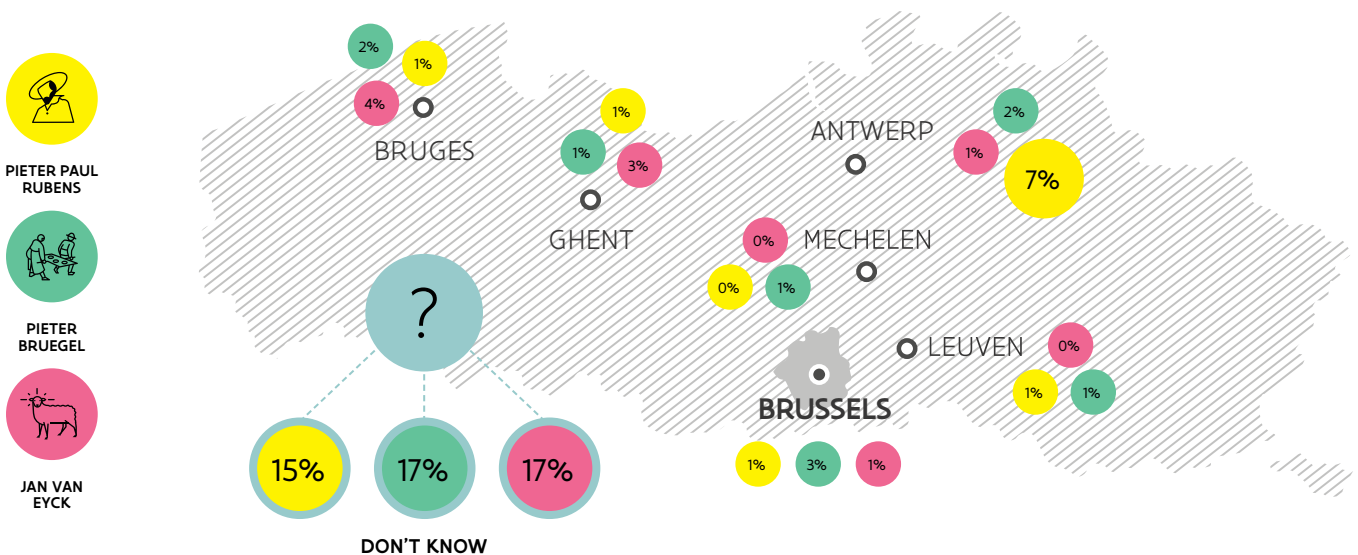 PIETER PAUL
RUBENS
PIETER
BRUEGEL
JAN VAN
EYCK
2%
1%
4%
BRUGES
1%
1%
3%
GHENT
ANTWERP
2%
1%
7%
0%
MECHELEN
0%
1%
LEUVEN
0%
1%
1%
BRUSSELS
1%
3%
1%
?
15%
17%
17%
DON'T KNOW